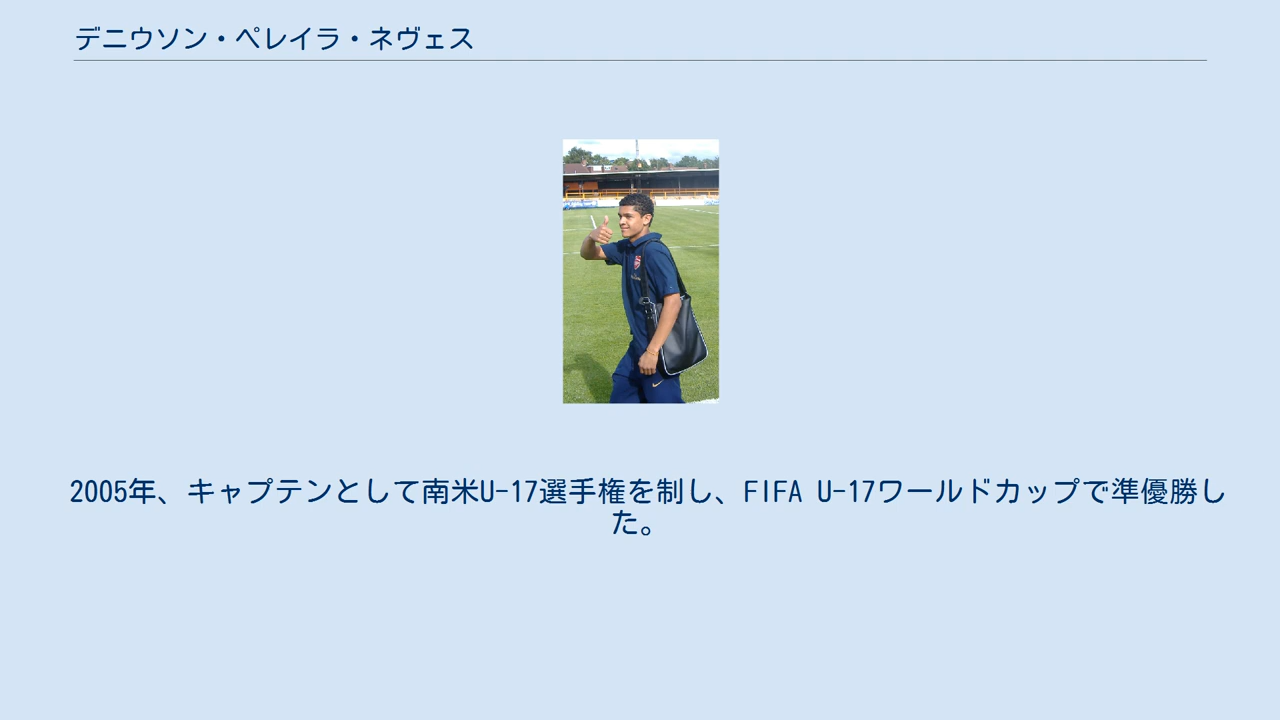 デニウソン・ペレイラ・ネヴェス
2005年、キャプテンとして南米U-17選手権を制し、FIFA U-17ワールドカップで準優勝し
た。